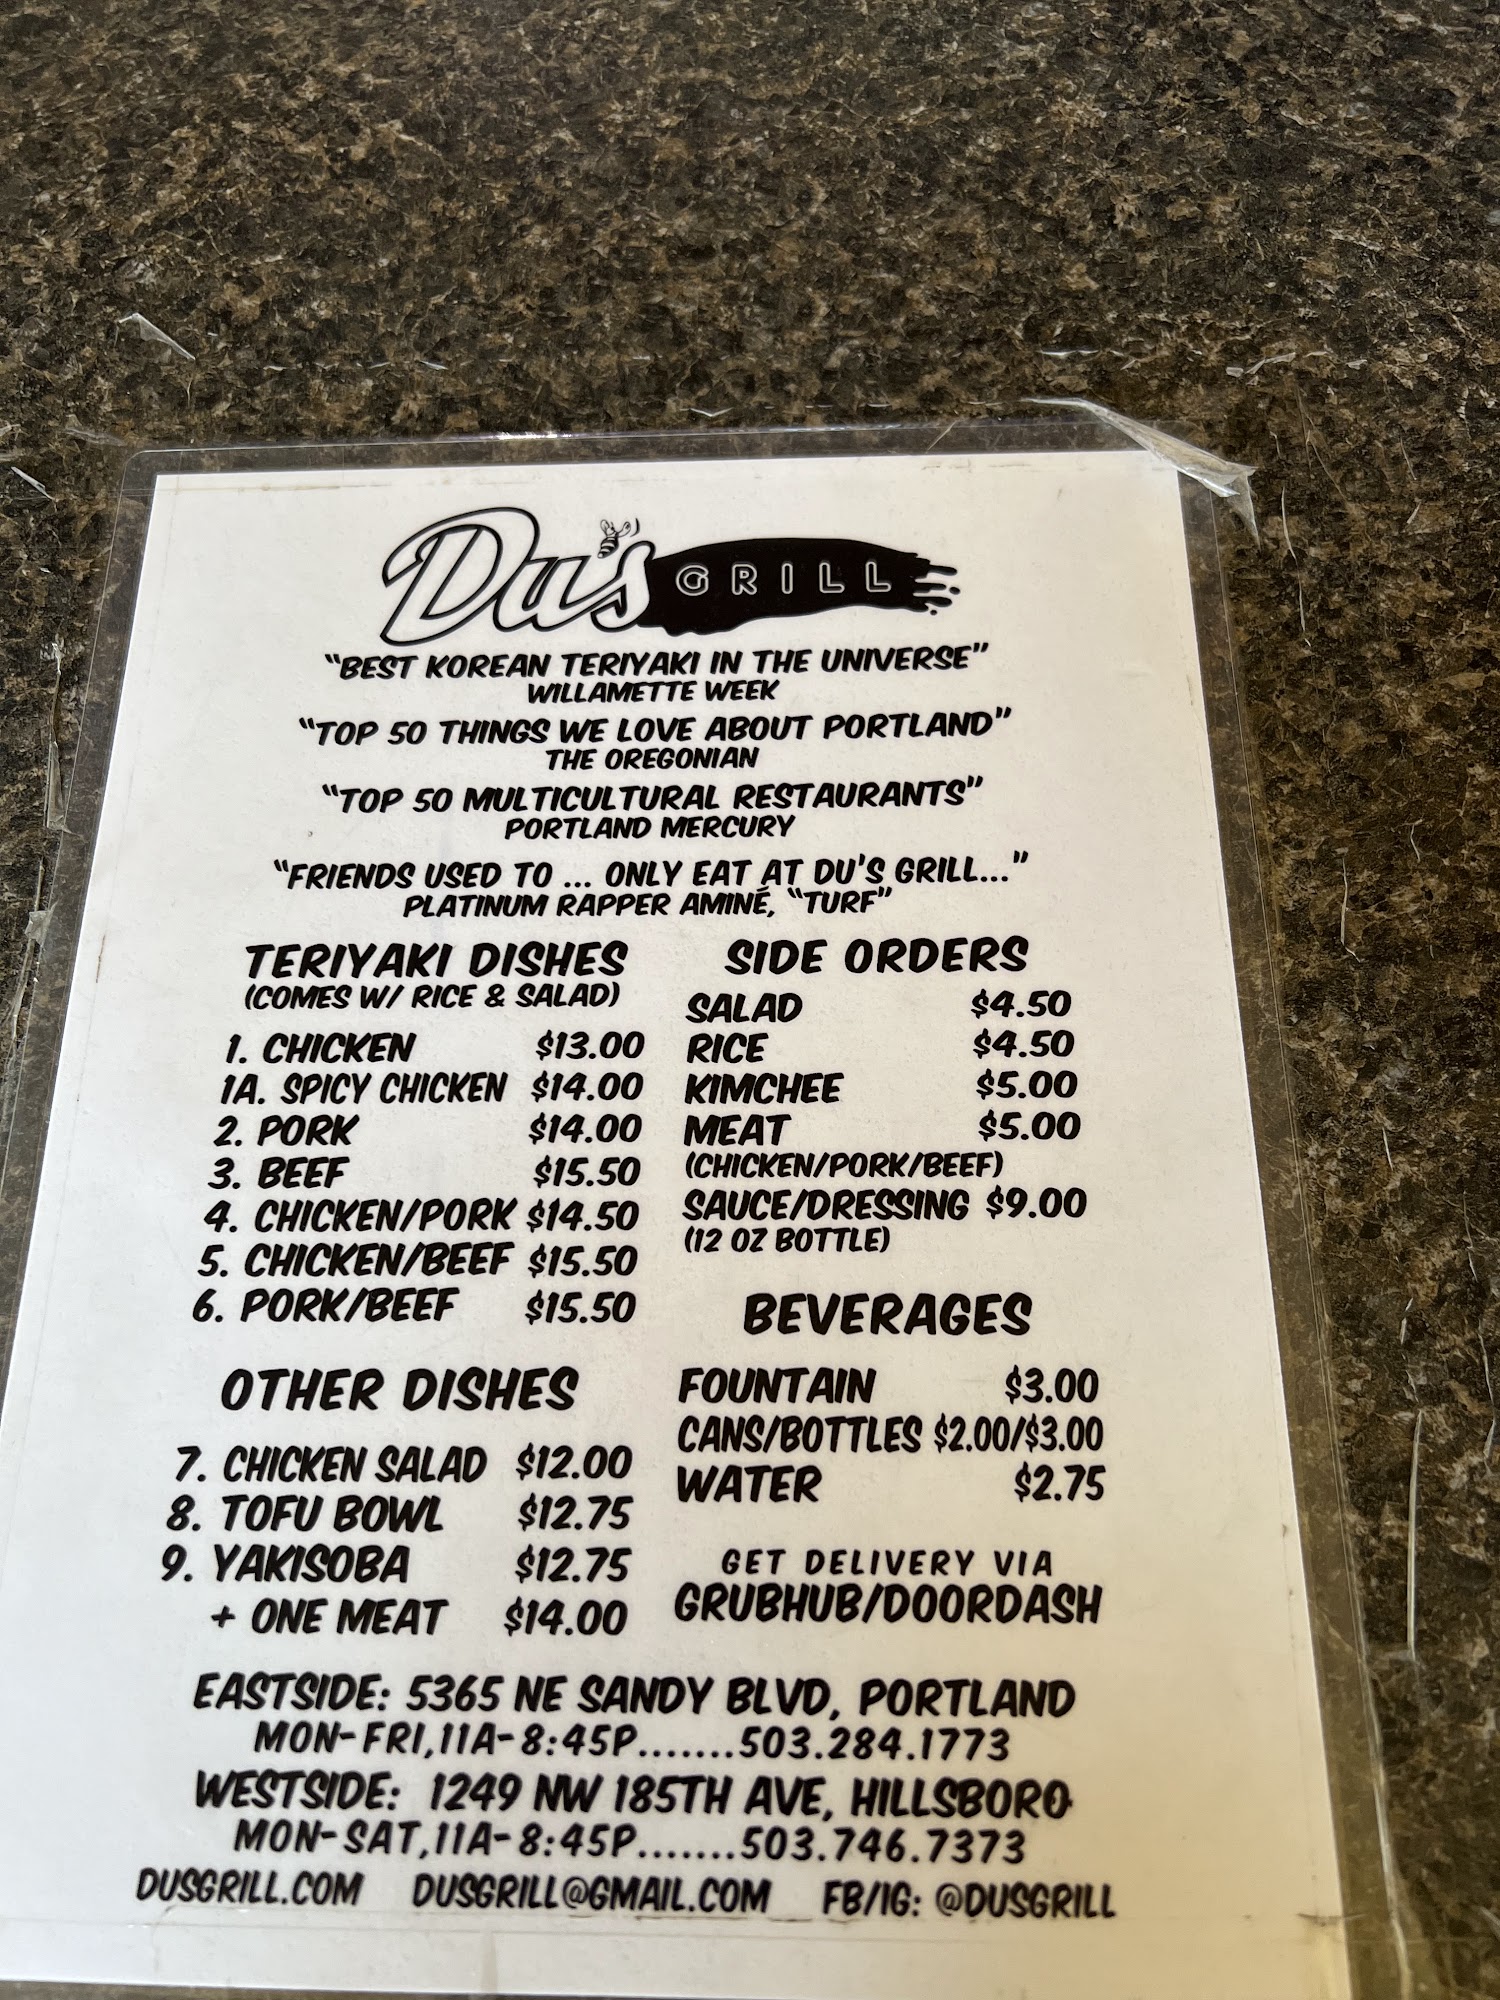 Du's GRILL
"BEST KOREAN TERIYAKI IN THE UNIVERSE"
WILLAMETTE WEEK
"TOP 50 THINGS WE LOVE ABOUT PORTLAND"
THE OREGONIAN
"TOP 50 MULTICULTURAL RESTAURANTS"
PORTLAND MERCURY
"FRIENDS USED TO ... ONLY EAT AT DU'S GRILL..."
PLATINUM RAPPER AMINÉ, "TURF"
TERIYAKI DISHES
(COMES W/ RICE & SALAD)
1. CHICKEN $13.00
1A. SPICY CHICKEN $14.00
2. PORK $14.00
3. BEEF $15.50
4. CHICKEN/PORK $14.50
5. CHICKEN/BEEF $15.50
6. PORK/BEEF $15.50
OTHER DISHES
7. CHICKEN SALAD $12.00
8. TOFU BOWL $12.75
9. YAKISOBA $12.75
+ ONE MEAT $14.00
SIDE ORDERS
SALAD $4.50
RICE $4.50
KIMCHEE $5.00
MEAT $5.00
(CHICKEN/PORK/BEEF)
SAUCE/DRESSING $9.00
(12 OZ BOTTLE)
BEVERAGES
FOUNTAIN $3.00
CANS/BOTTLES $2.00/$3.00
WATER $2.75
GET DELIVERY VIA
GRUBHUB/DOORDASH
EASTSIDE: 5365 NE SANDY BLVD, PORTLAND
MON-FRI,11A-8:45P.......503.284.1773
WESTSIDE: 1249 NW 185TH AVE, HILLSBORO
MON-SAT,11A-8:45P.......503.746.7373
DUSGRILL.COM DUSGRILL@GMAIL.COM FB/IG: @DUSGRILL